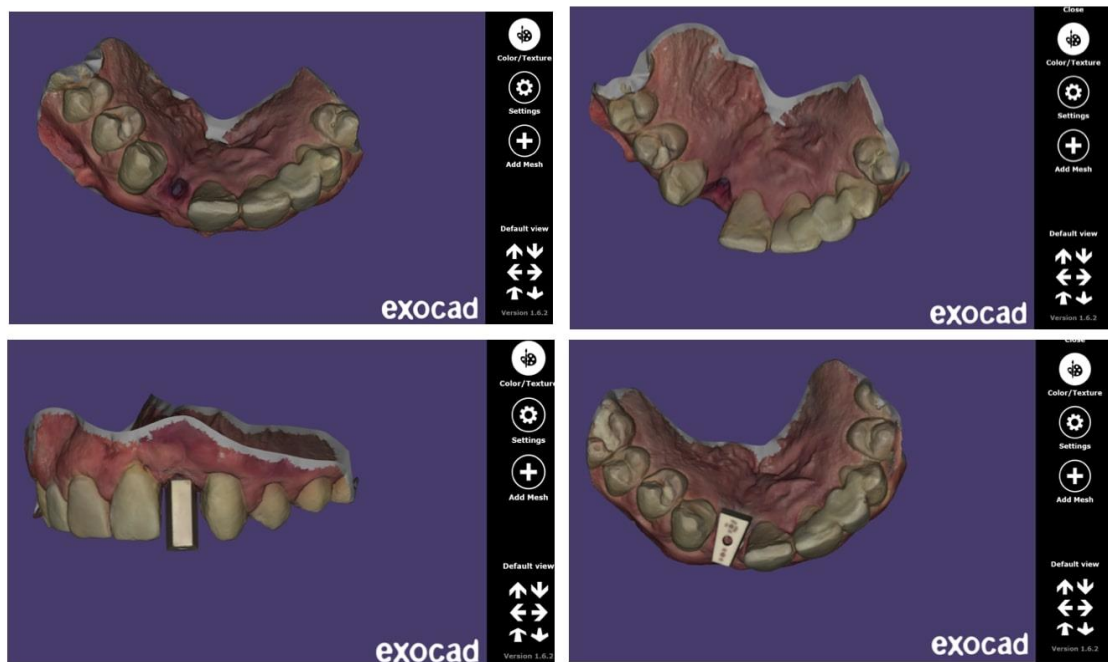 Color/Texture
Settings
Add Mesh
Default view
exocad
Version 1.6.2
Close
Color/Texture
Settings
Add Mesh
Default view
exocad
Version 1.6.2
Color/Texture
Settings
Add Mesh
Default view
exocad
Close
Color/Texture
Settings
Add Mesh
Default view
exocad
Version 1.6.2